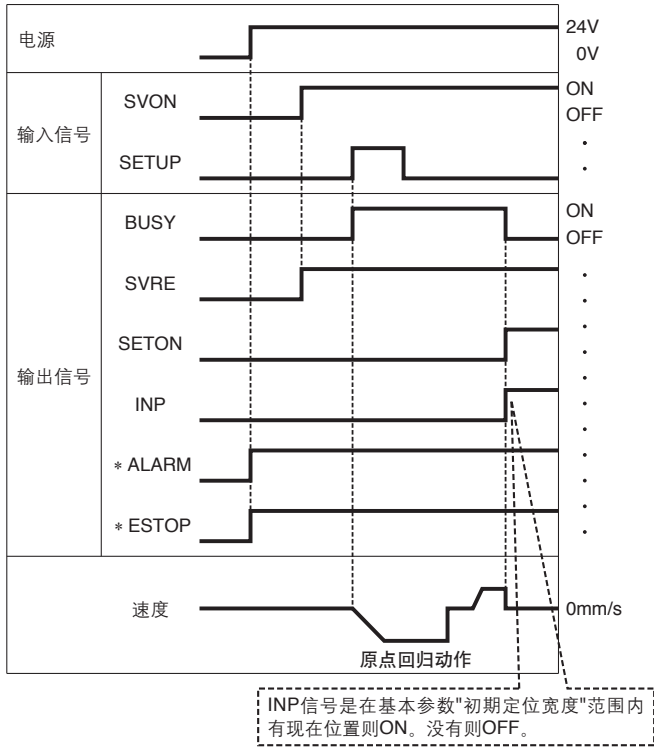 电源
24V
0V
输入信号
SVON
ON
OFF
SETUP
输出信号
BUSY
ON
OFF
SVRE
SETON
INP
* ALARM
* ESTOP
速度
0mm/s
原点回归动作
INP信号是在基本参数"初期定位宽度"范围内
有现在位置则ON。没有则OFF。